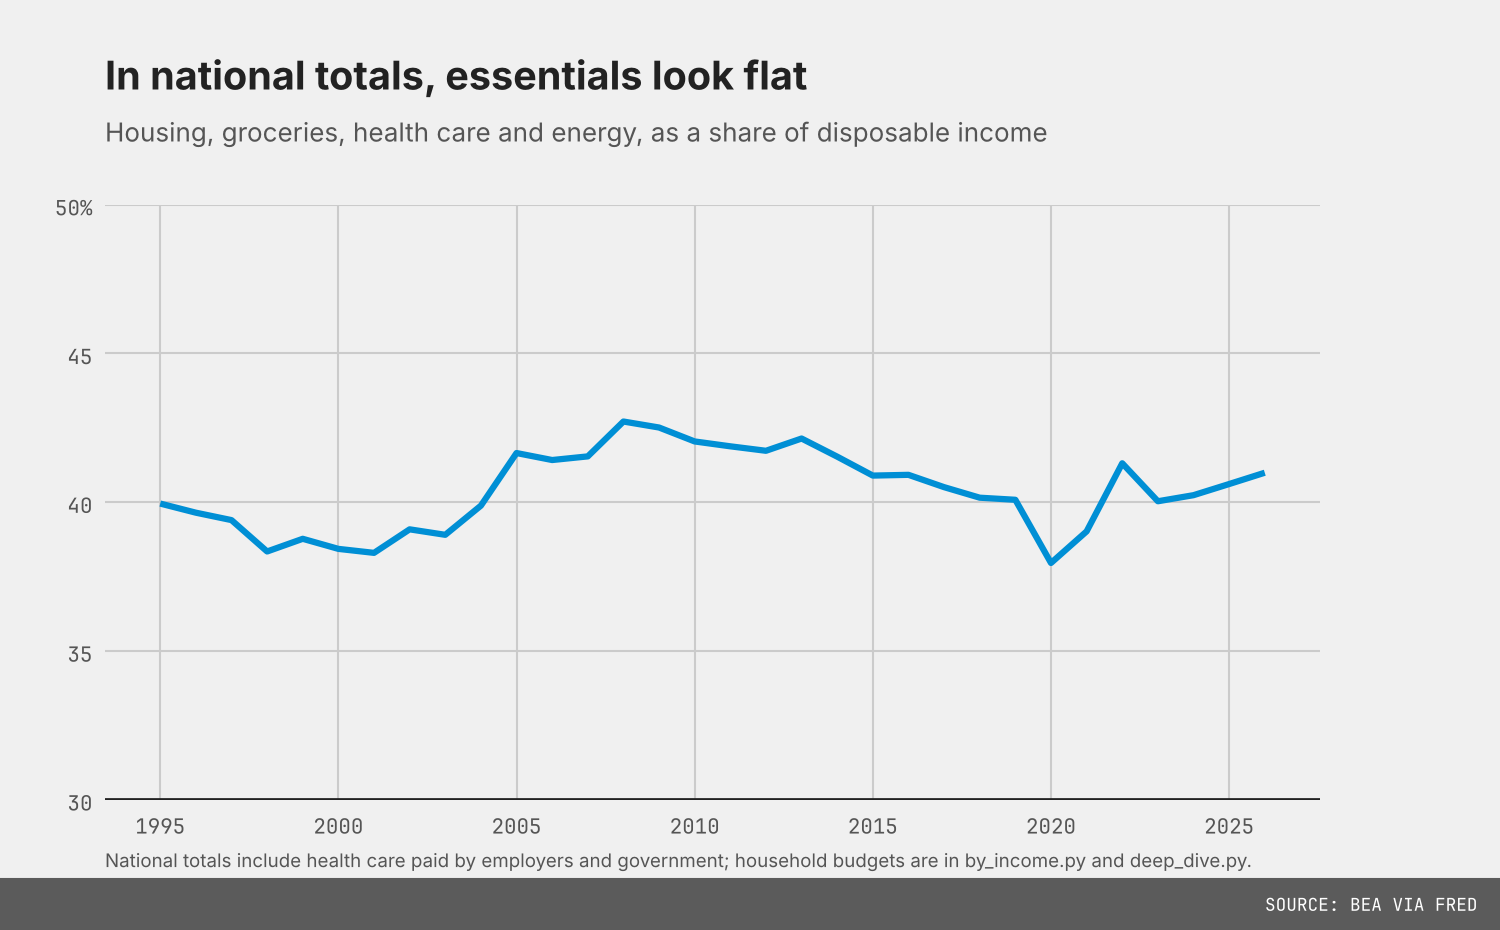 In national totals, essentials look flat
Housing, groceries, health care and energy, as a share of disposable income
50%
45
40
35
30
1995 2000 2005 2010 2015 2020 2025
National totals include health care paid by employers and government; household budgets are in by_income.py and deep_dive.py.
SOURCE: BEA VIA FRED